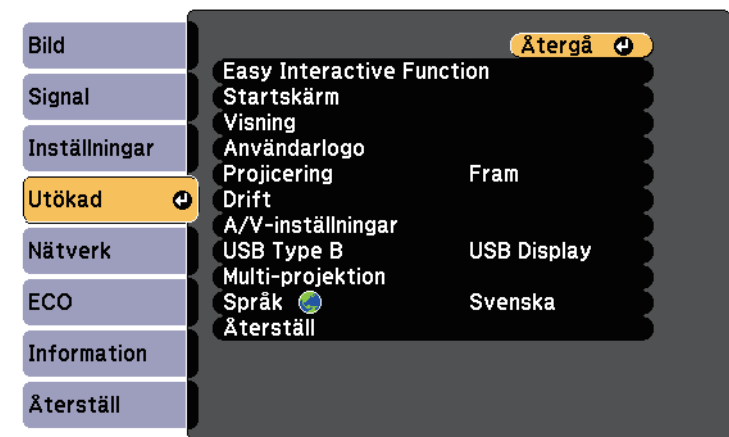 Bild
Signal
Inställningar
Utökad
Nätverk
ECO
Information
Återställ
Återgå
Easy Interactive Function
Startskärm
Visning
Användarlogo
Projicering Fram
Drift
A/V-inställningar
USB Type B USB Display
Multi-projektion
Språk Svenska
Återställ